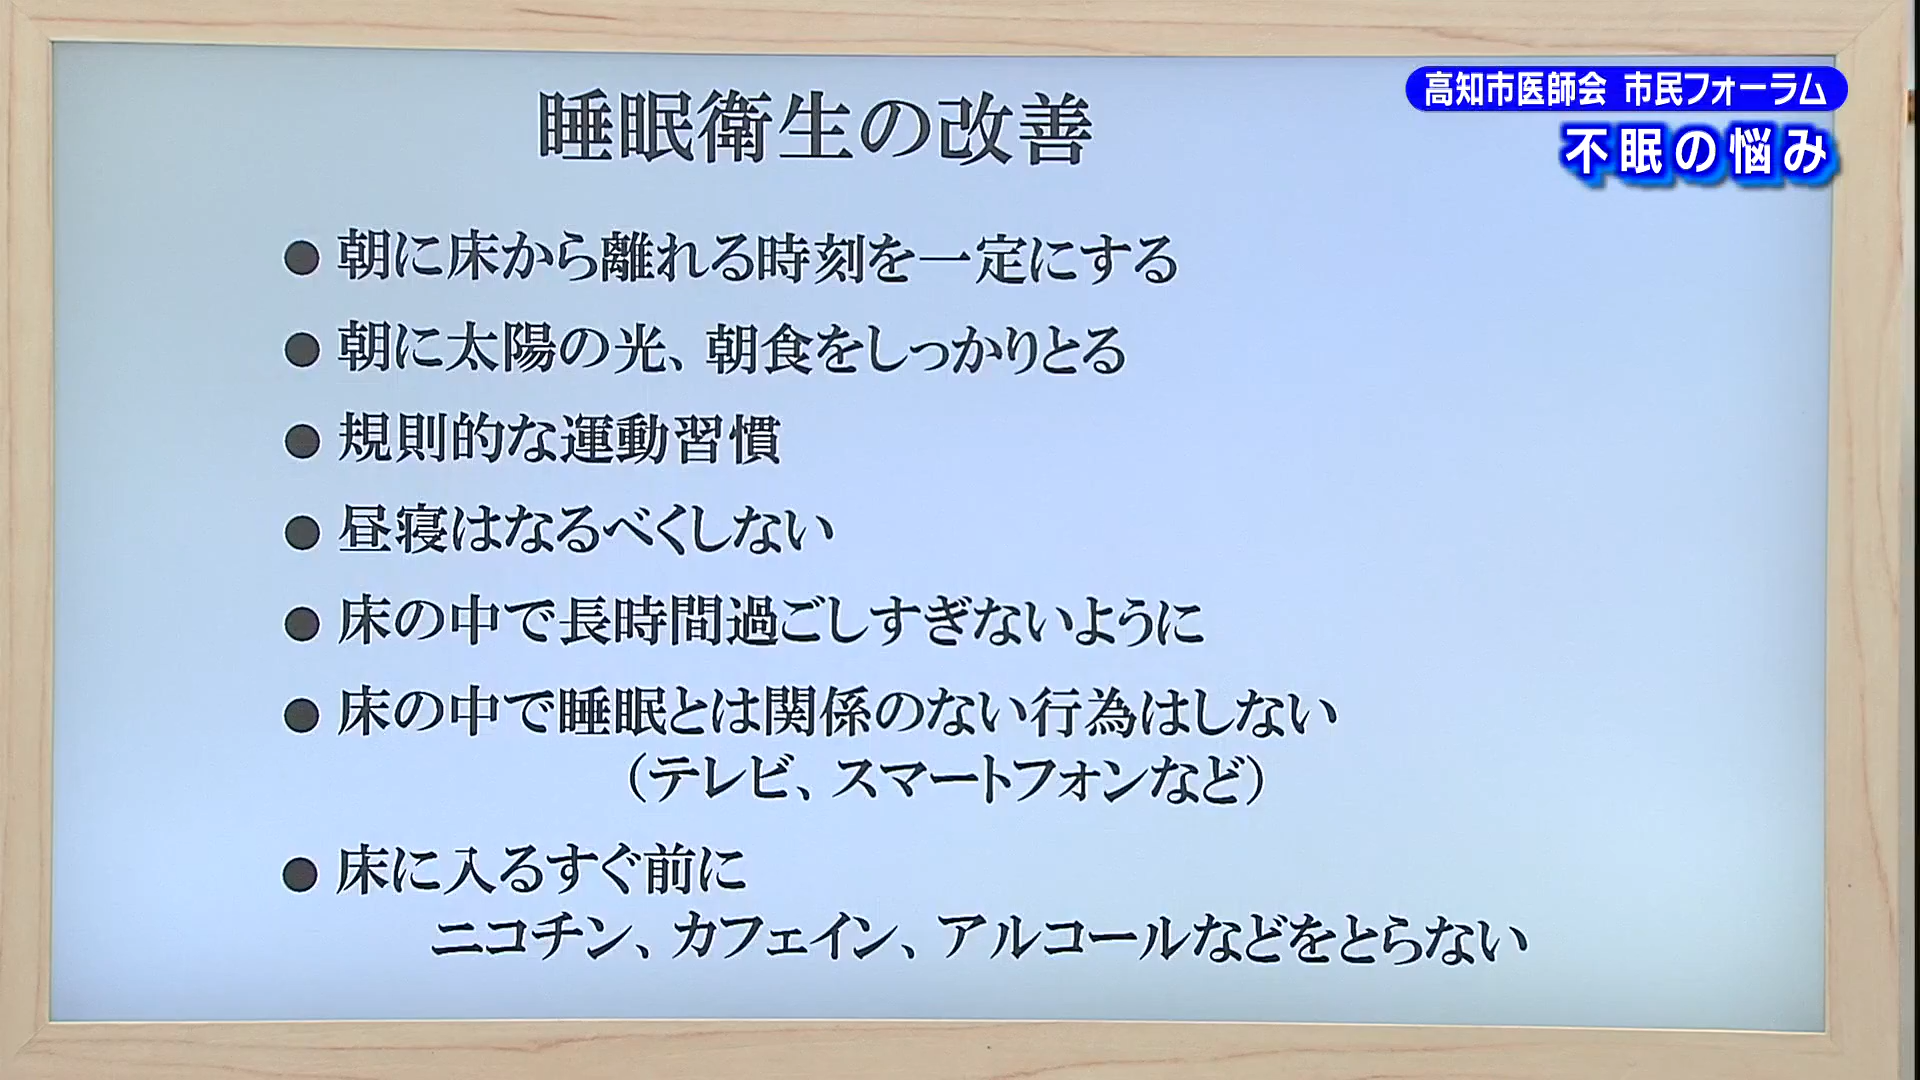 高知市医師会 市民フォーラム
不眠の悩み
睡眠衛生の改善
● 朝に床から離れる時刻を一定にする
● 朝に太陽の光、朝食をしっかりとる
● 規則的な運動習慣
● 昼寝はなるべくしない
● 床の中で長時間過ごしすぎないように
● 床の中で睡眠とは関係のない行為はしない
（テレビ、スマートフォンなど）
● 床に入るすぐ前に
ニコチン、カフェイン、アルコールなどをとらない